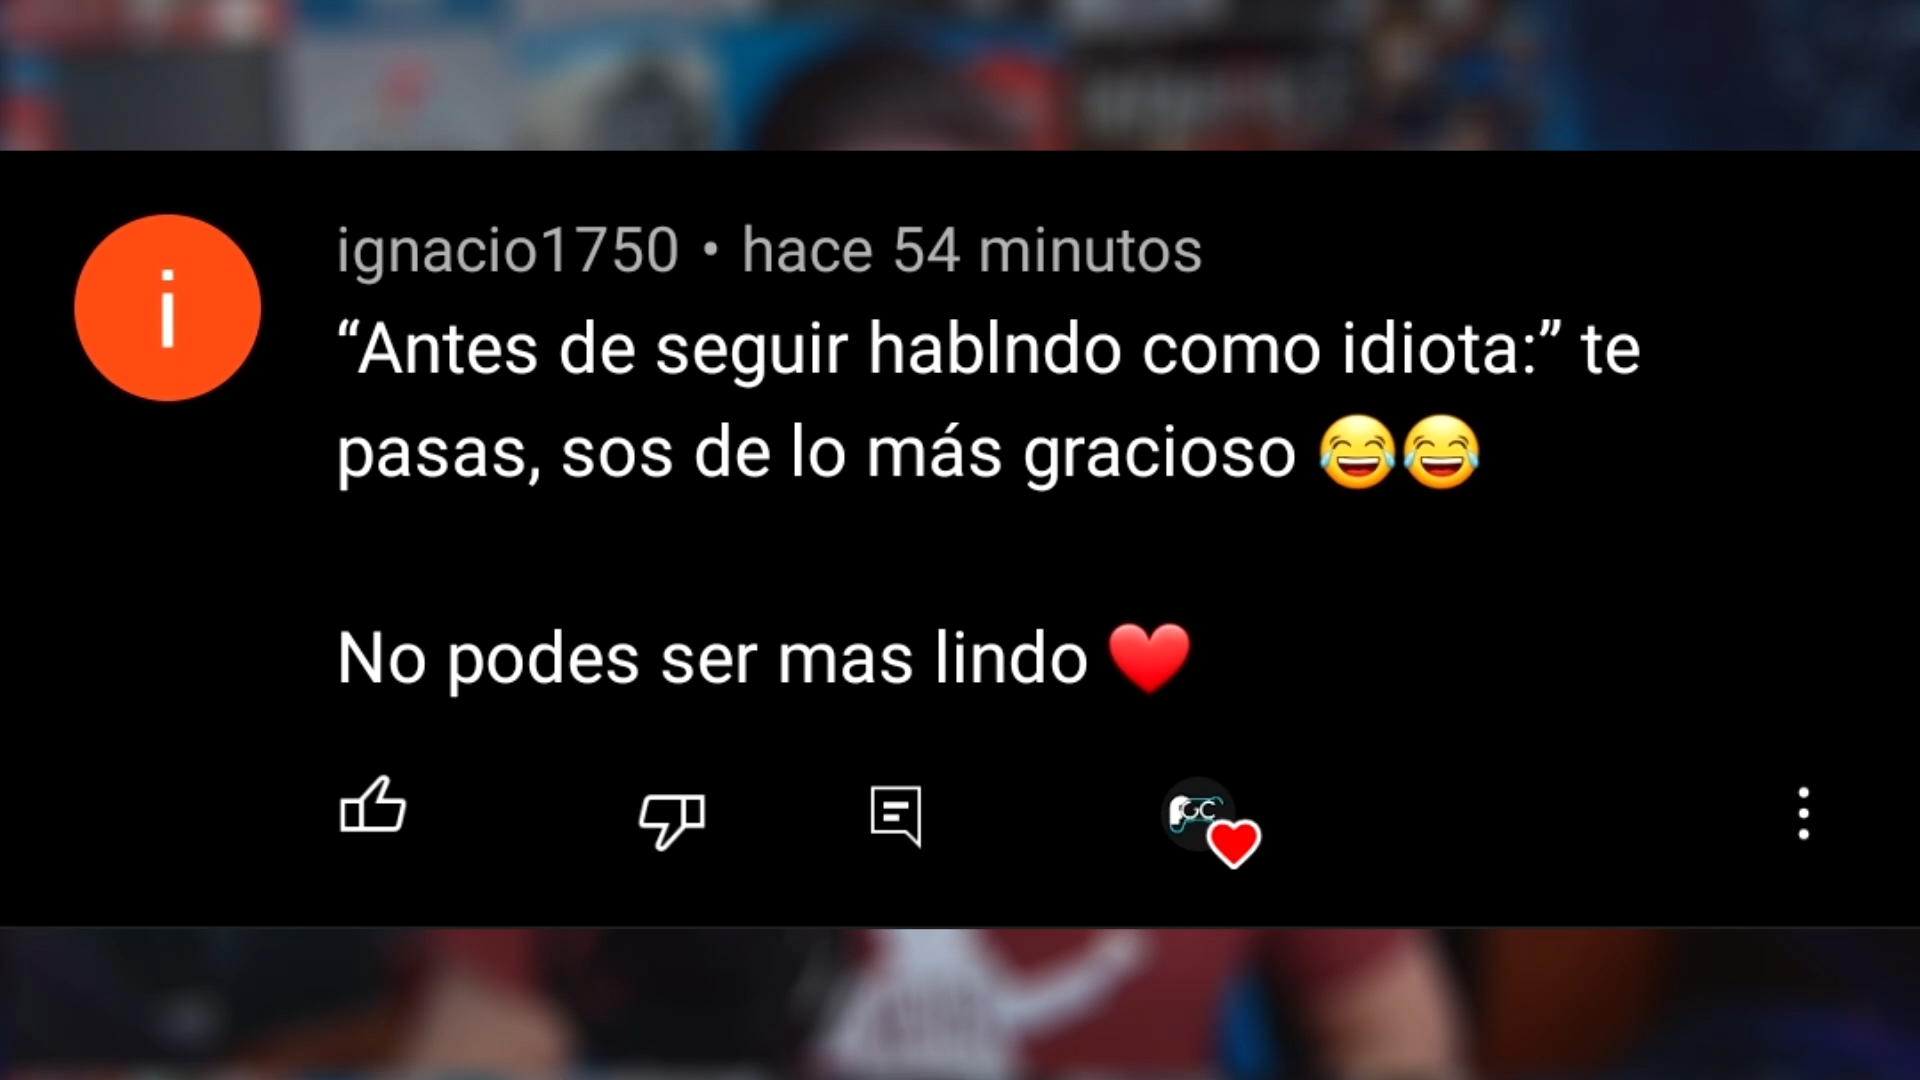 ignacio1750 • hace 54 minutos
“Antes de seguir hablndo como idiota:” te
pasas, sos de lo más gracioso 😂😂
No podes ser mas lindo ❤️
i
GC